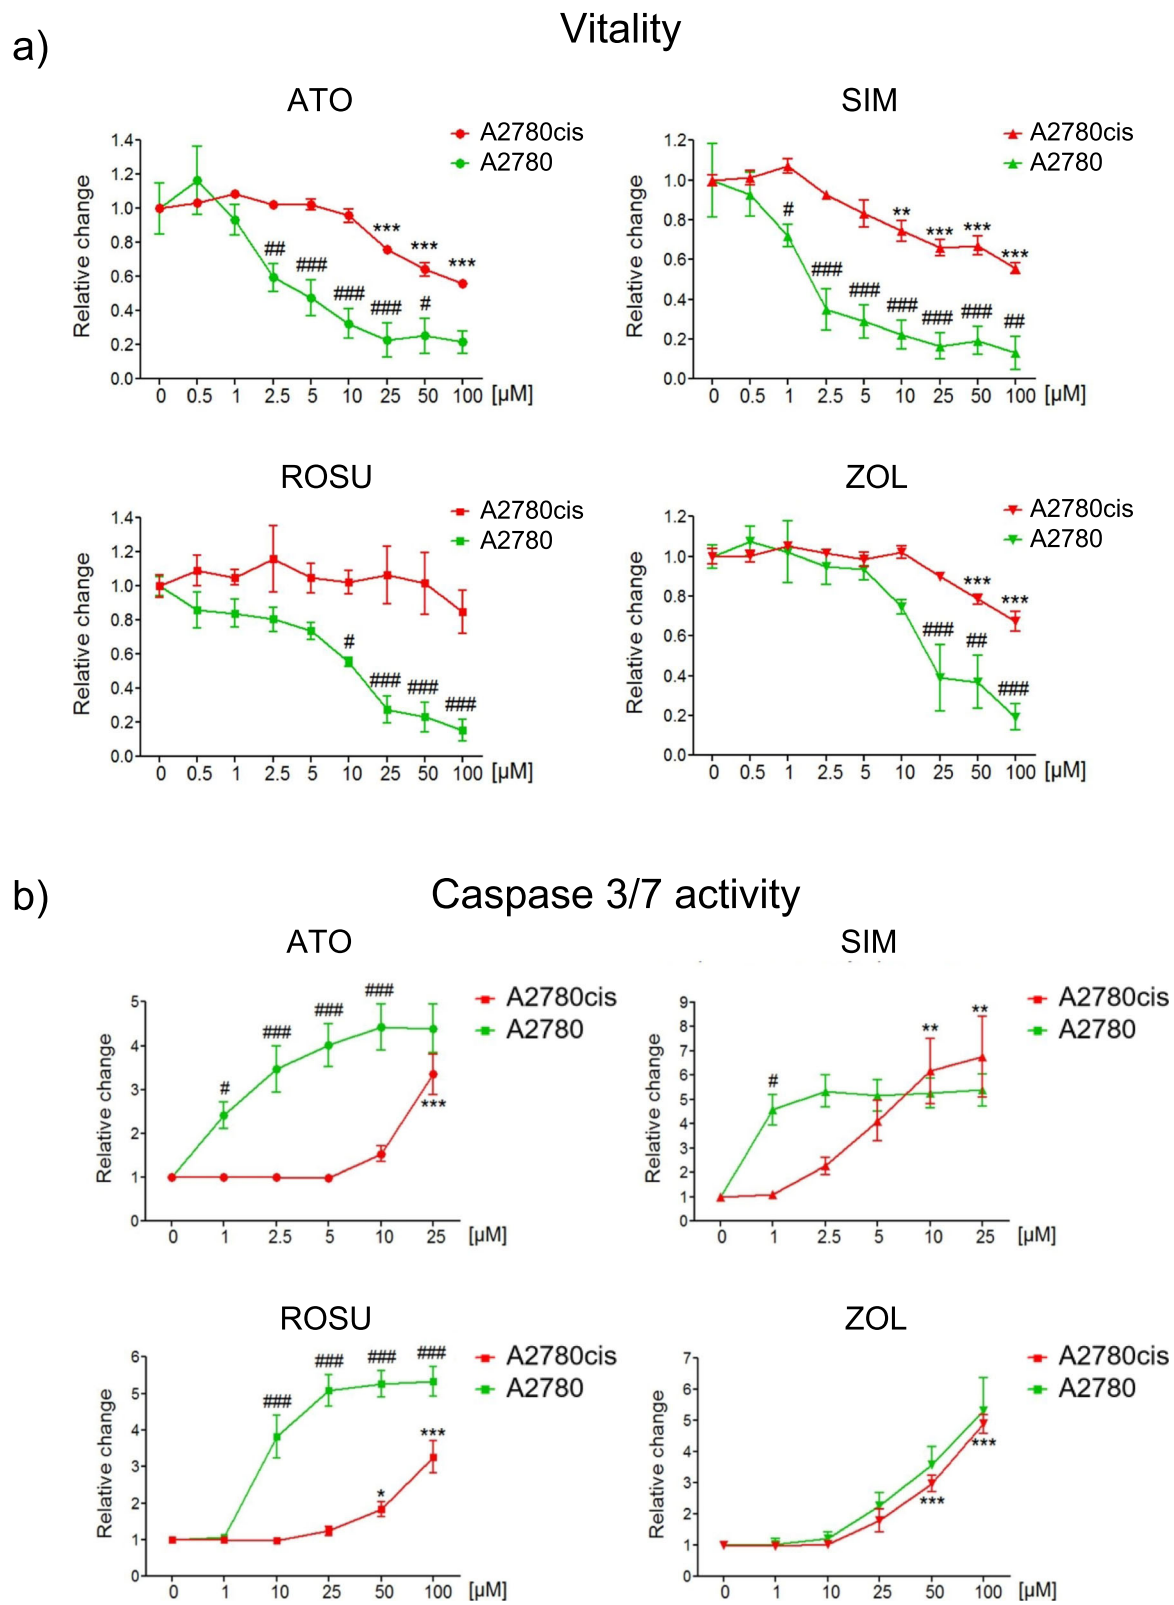 a)
Vitality
ATO
A2780cis
A2780
Relative change
1.4
1.2
1.0
0.8
0.6
0.4
0.2
0.0
## ### ### ### #
*** *** ***
0 0.5 1 2.5 5 10 25 50 100 [µM]
SIM
A2780cis
A2780
Relative change
1.2
1.0
0.8
0.6
0.4
0.2
0.0
# ### ### ### ### ### ##
** *** *** ***
0 0.5 1 2.5 5 10 25 50 100 [µM]
ROSU
A2780cis
A2780
Relative change
1.4
1.2
1.0
0.8
0.6
0.4
0.2
0.0
# ### ### ###
0 0.5 1 2.5 5 10 25 50 100 [µM]
ZOL
A2780cis
A2780
Relative change
1.2
1.0
0.8
0.6
0.4
0.2
0.0
*** ***
### ## ###
0 0.5 1 2.5 5 10 25 50 100 [µM]
b)
Caspase 3/7 activity
ATO
A2780cis
A2780
Relative change
5
4
3
2
1
0
# ### ### ###
***
0 1 2.5 5 10 25 [µM]
SIM
A2780cis
A2780
Relative change
9
8
7
6
5
4
3
2
1
0
#
** **
0 1 2.5 5 10 25 [µM]
ROSU
A2780cis
A2780
Relative change
6
5
4
3
2
1
0
### ### ### ###
* ***
0 1 10 25 50 100 [µM]
ZOL
A2780cis
A2780
Relative change
7
6
5
4
3
2
1
0
*** ***
0 1 10 25 50 100 [µM]